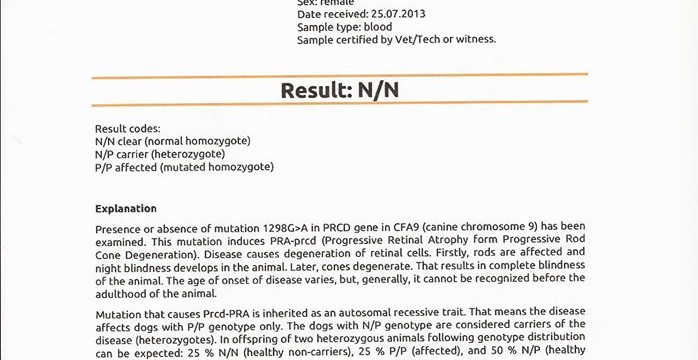 Sex: female
Date received: 25.07.2013
Sample type: blood
Sample certified by Vet/Tech or witness.
Result: N/N
Result codes:
N/N clear (normal homozygote)
N/P carrier (heterozygote)
P/P affected (mutated homozygote)
Explanation
Presence or absence of mutation 1298G>A in PRCD gene in CFA9 (canine chromosome 9) has been
examined. This mutation induces PRA-prcd (Progressive Retinal Atrophy form Progressive Rod
Cone Degeneration). Disease causes degeneration of retinal cells. Firstly, rods are affected and
night blindness develops in the animal. Later, cones degenerate. That results in complete blindness
of the animal. The age of onset of disease varies, but, generally, it cannot be recognized before the
adulthood of the animal.
Mutation that causes Prcd-PRA is inherited as an autosomal recessive trait. That means the disease
affects dogs with P/P genotype only. The dogs with N/P genotype are considered carriers of the
disease (heterozygotes). In offspring of two heterozygous animals following genotype distribution
can be expected: 25 % N/N (healthy non-carriers), 25 % P/P (affected), and 50 % N/P (healthy